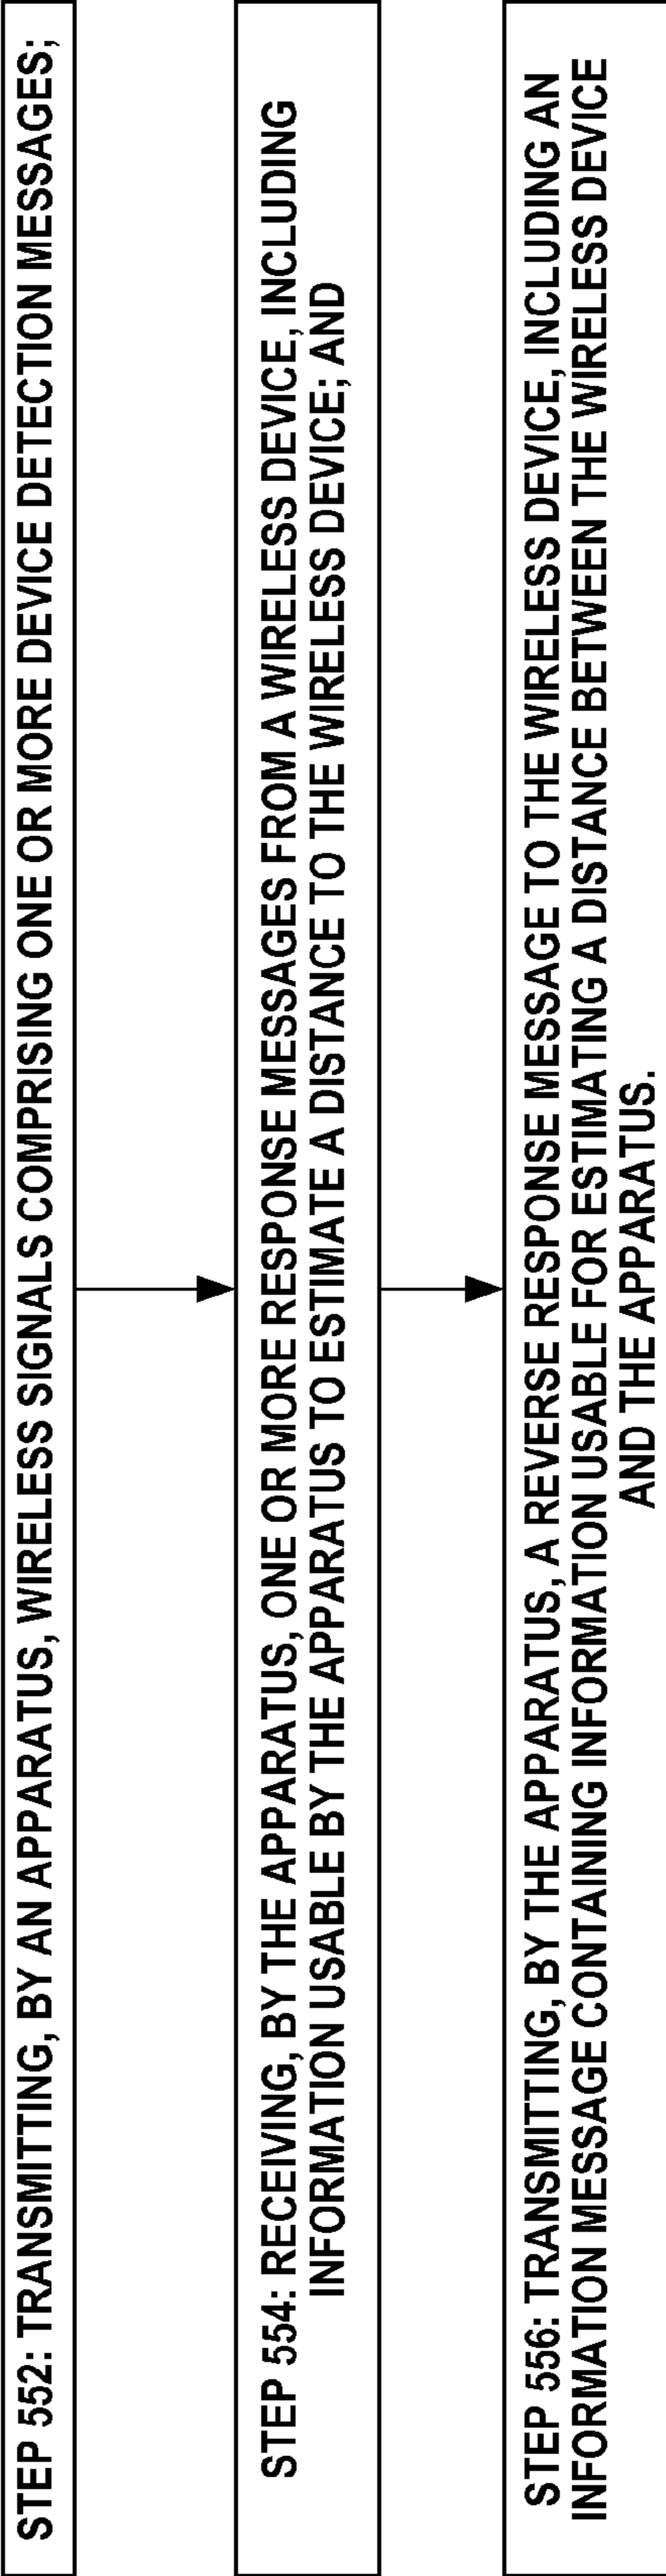 STEP 552: TRANSMITTING, BY AN APPARATUS, WIRELESS SIGNALS COMPRISING ONE OR MORE DEVICE DETECTION MESSAGES;
STEP 554: RECEIVING, BY THE APPARATUS, ONE OR MORE RESPONSE MESSAGES FROM A WIRELESS DEVICE, INCLUDING
INFORMATION USABLE BY THE APPARATUS TO ESTIMATE A DISTANCE TO THE WIRELESS DEVICE; AND
STEP 556: TRANSMITTING, BY THE APPARATUS, A REVERSE RESPONSE MESSAGE TO THE WIRELESS DEVICE, INCLUDING AN
INFORMATION MESSAGE CONTAINING INFORMATION USABLE FOR ESTIMATING A DISTANCE BETWEEN THE WIRELESS DEVICE
AND THE APPARATUS.